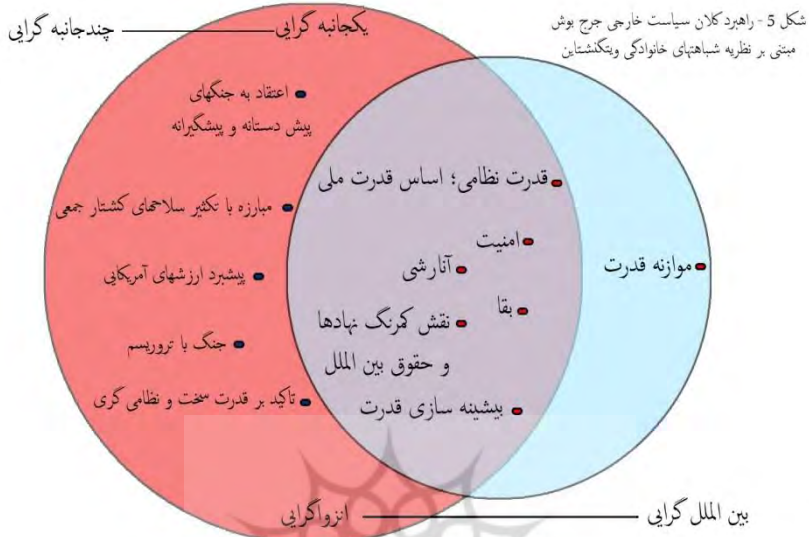 شکل 5 - راهبرد کلان سیاست خارجی جرج بوش
مبتنی بر نظریه شباهتهای خانوادگی ویتگنشتاین
یکجانبه گرایی
چندجانبه گرایی
اعتقاد به جنگهای
پیش دستانه و پیشگیرانه
مبارزه با تکثیر سلاحهای کشتار جمعی
پیشبرد ارزشهای آمریکایی
جنگ با تروریسم
تاکید بر قدرت سخت و نظامی گری
قدرت نظامی؛ اساس قدرت ملی
امنیت
آنارشی
بقا
نقش کمرنگ نهادها
و حقوق بین الملل
بیشینه سازی قدرت
موازنه قدرت
بین الملل گرایی
انزواگرایی